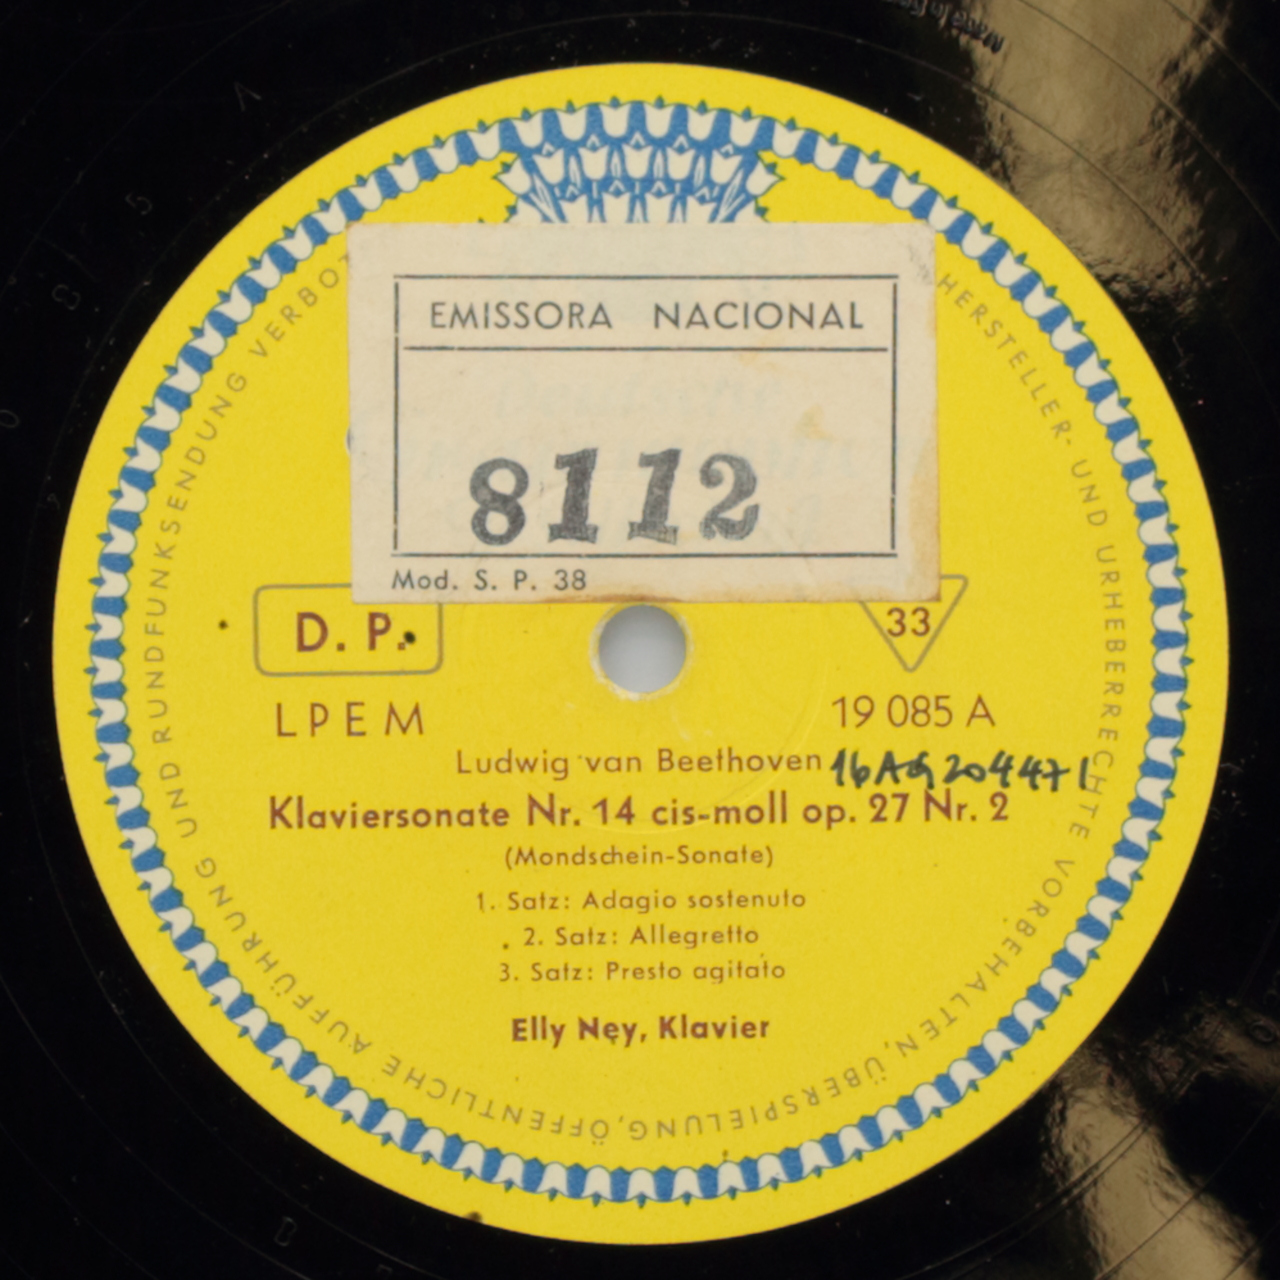 EMISSORA NACIONAL
8112
Mod. S. P. 38
D. P.
33
LPEM
19 085 A
Ludwig van Beethoven
16AG204471
Klaviersonate Nr. 14 cis-moll op. 27 Nr. 2
(Mondschein-Sonate)
1. Satz: Adagio sostenuto
2. Satz: Allegretto
3. Satz: Presto agitato
Elly Ney, Klavier
HERSTELLER- UND URHEBERRECHTE VORBEHALTEN, ÜBERSPIELUNG, ÖFFENTLICHE AUFFÜHRUNG UND RUNDFUNKSENDUNG